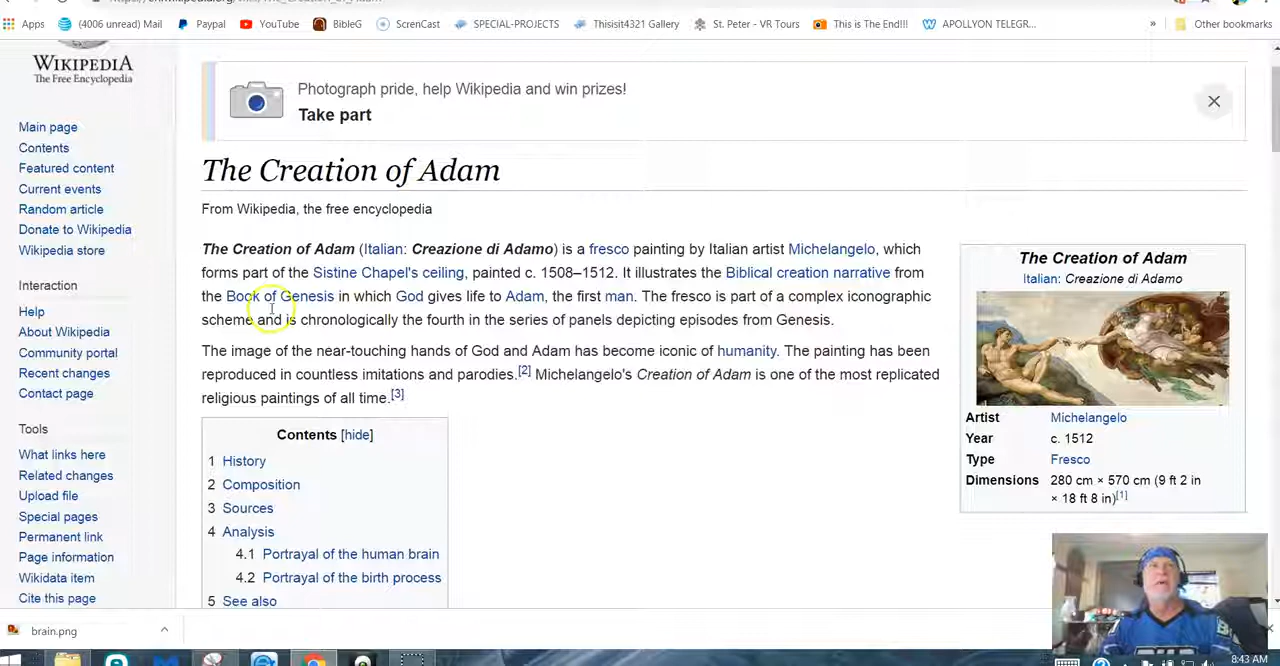 Apps
(4006 unread) Mail
Paypal
YouTube
BibleG
ScrenCast
SPECIAL-PROJECTS
Thisisit4321 Gallery
St. Peter - VR Tours
This is The End!!!
APOLLYON TELEGR...
»
Other bookmarks
WIKIPEDIA
The Free Encyclopedia
Main page
Contents
Featured content
Current events
Random article
Donate to Wikipedia
Wikipedia store
Interaction
Help
About Wikipedia
Community portal
Recent changes
Contact page
Tools
What links here
Related changes
Upload file
Special pages
Permanent link
Page information
Wikidata item
Cite this page
Photograph pride, help Wikipedia and win prizes!
Take part
The Creation of Adam
From Wikipedia, the free encyclopedia
The Creation of Adam (Italian: Creazione di Adamo) is a fresco painting by Italian artist Michelangelo, which
forms part of the Sistine Chapel's ceiling, painted c. 1508–1512. It illustrates the Biblical creation narrative from
the Book of Genesis in which God gives life to Adam, the first man. The fresco is part of a complex iconographic
scheme and is chronologically the fourth in the series of panels depicting episodes from Genesis.
The image of the near-touching hands of God and Adam has become iconic of humanity. The painting has been
reproduced in countless imitations and parodies.[2] Michelangelo's Creation of Adam is one of the most replicated
religious paintings of all time.[3]
Contents [hide]
1 History
2 Composition
3 Sources
4 Analysis
4.1 Portrayal of the human brain
4.2 Portrayal of the birth process
5 See also
The Creation of Adam
Italian: Creazione di Adamo
Artist Michelangelo
Year c. 1512
Type Fresco
Dimensions 280 cm × 570 cm (9 ft 2 in
× 18 ft 8 in)[1]
brain.png
8:43 AM